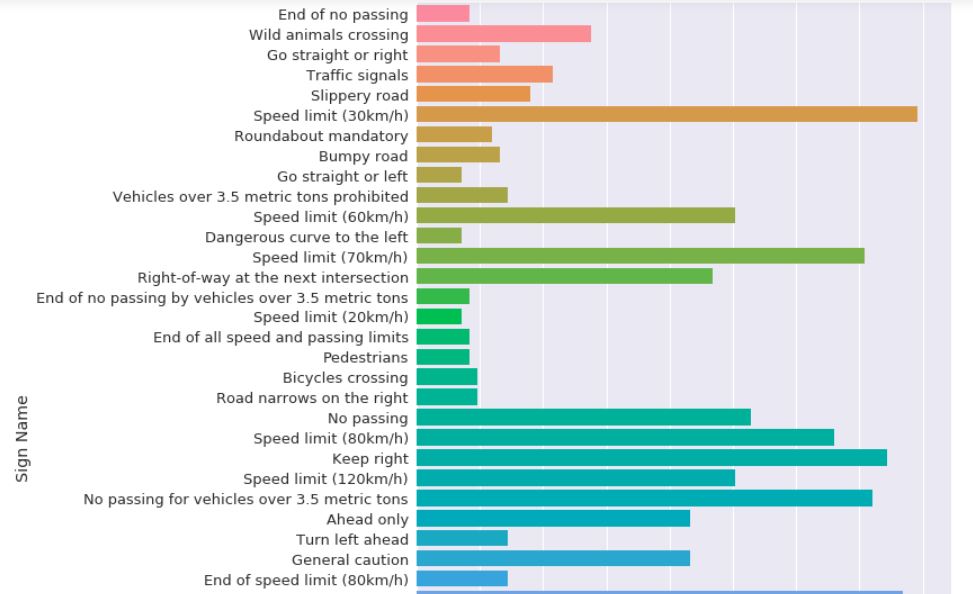 End of no passing
Wild animals crossing
Go straight or right
Traffic signals
Slippery road
Speed limit (30km/h)
Roundabout mandatory
Bumpy road
Go straight or left
Vehicles over 3.5 metric tons prohibited
Speed limit (60km/h)
Dangerous curve to the left
Speed limit (70km/h)
Right-of-way at the next intersection
End of no passing by vehicles over 3.5 metric tons
Speed limit (20km/h)
End of all speed and passing limits
Pedestrians
Bicycles crossing
Road narrows on the right
No passing
Speed limit (80km/h)
Keep right
Speed limit (120km/h)
No passing for vehicles over 3.5 metric tons
Ahead only
Turn left ahead
General caution
End of speed limit (80km/h)
Sign Name